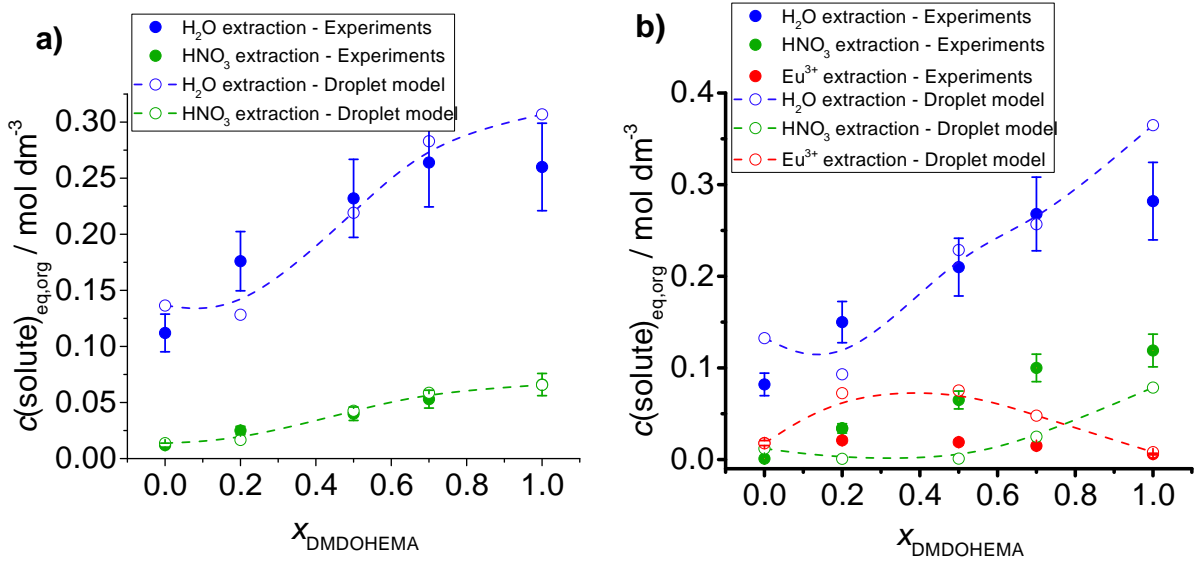 a)
H₂O extraction - Experiments
HNO₃ extraction - Experiments
H₂O extraction - Droplet model
HNO₃ extraction - Droplet model
0.30
0.25
0.20
0.15
0.10
0.05
0.00
c(solute)eq,org / mol dm⁻³
0.0 0.2 0.4 0.6 0.8 1.0
xDMDOHEMA
b)
H₂O extraction - Experiments
HNO₃ extraction - Experiments
Eu³⁺ extraction - Experiments
H₂O extraction - Droplet model
HNO₃ extraction - Droplet model
Eu³⁺ extraction - Droplet model
0.4
0.3
0.2
0.1
0.0
c(solute)eq,org / mol dm⁻³
0.0 0.2 0.4 0.6 0.8 1.0
xDMDOHEMA